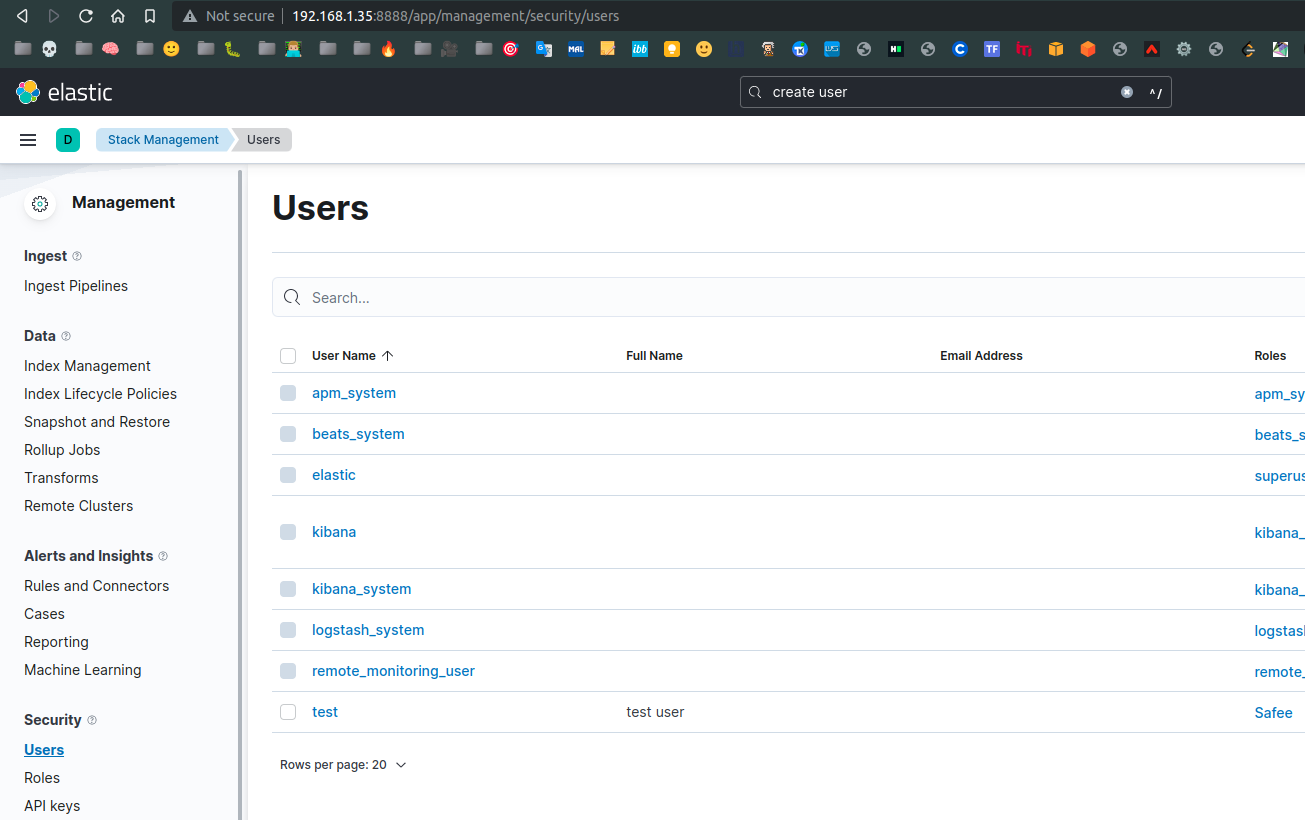 Not secure 192.168.1.35:8888/app/management/security/users
MAL ibb TF
elastic create user ^/
D Stack Management Users
Management
Ingest
Ingest Pipelines
Data
Index Management
Index Lifecycle Policies
Snapshot and Restore
Rollup Jobs
Transforms
Remote Clusters
Alerts and Insights
Rules and Connectors
Cases
Reporting
Machine Learning
Security
Users
Roles
API keys
Users
Search...
User Name Full Name Email Address Roles
apm_system apm_sy
beats_system beats_s
elastic superus
kibana kibana_
kibana_system kibana_
logstash_system logstas
remote_monitoring_user remote_
test test user Safee
Rows per page: 20